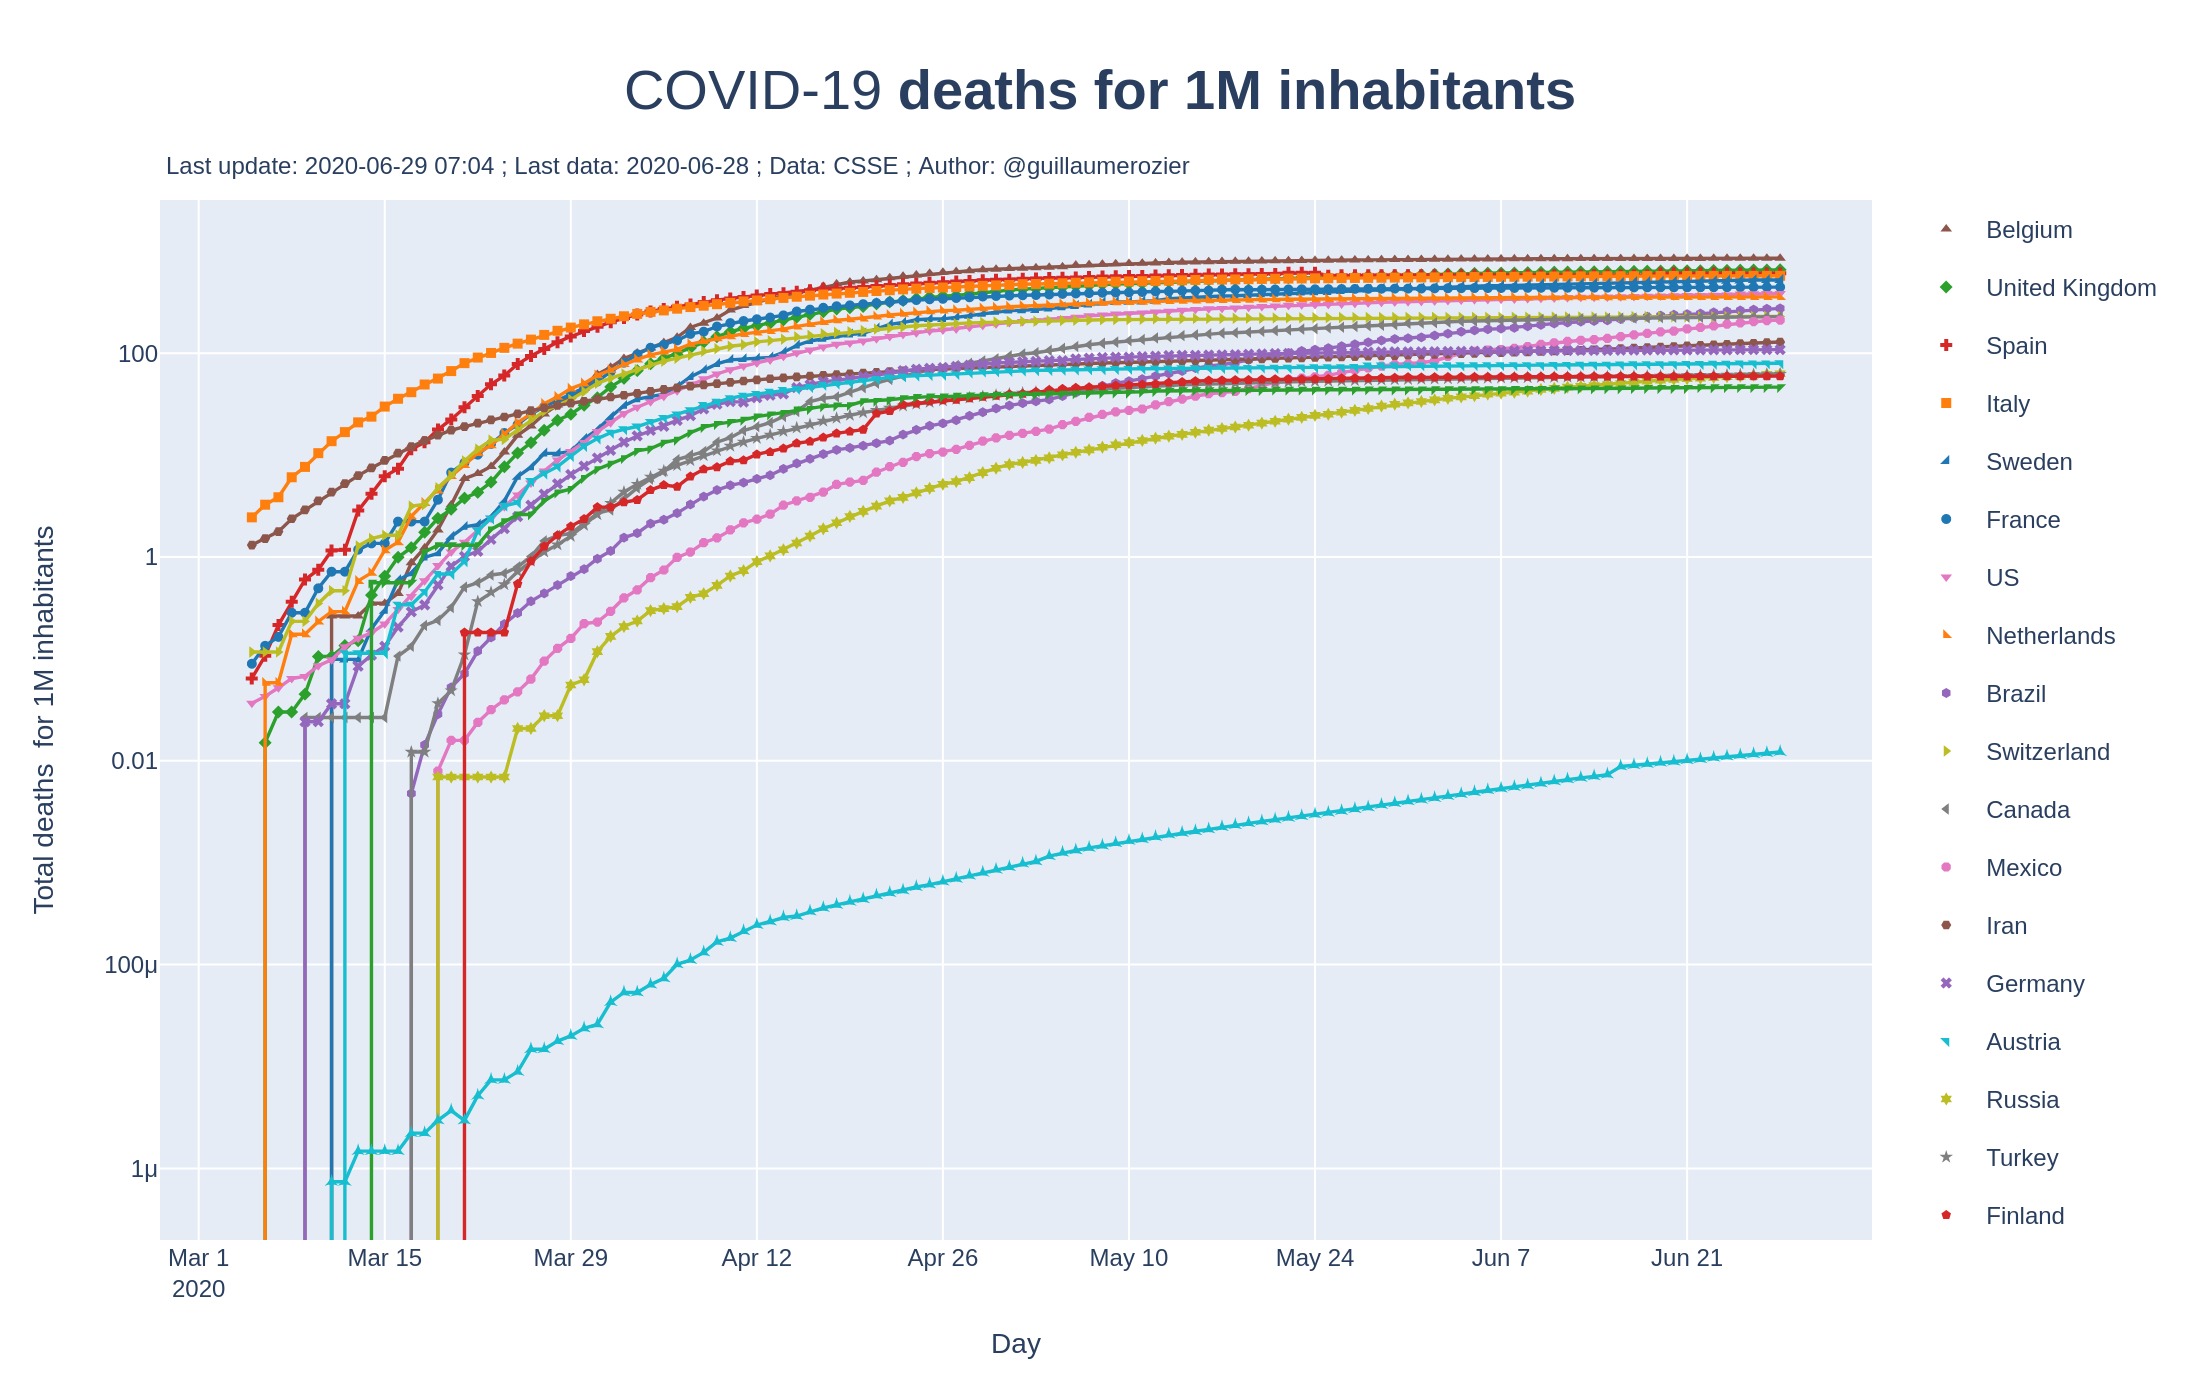 COVID-19 deaths for 1M inhabitants
Last update: 2020-06-29 07:04 ; Last data: 2020-06-28 ; Data: CSSE ; Author: @guillaumerozier
Total deaths for 1M inhabitants
100
1
0.01
100μ
1μ
Mar 1
2020
Mar 15
Mar 29
Apr 12
Apr 26
May 10
May 24
Jun 7
Jun 21
Day
Belgium
United Kingdom
Spain
Italy
Sweden
France
US
Netherlands
Brazil
Switzerland
Canada
Mexico
Iran
Germany
Austria
Russia
Turkey
Finland